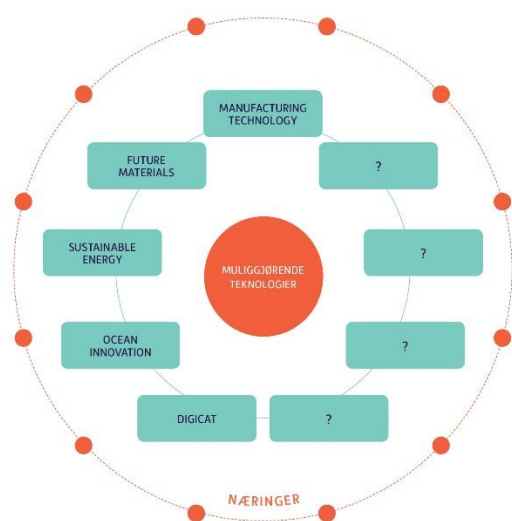 MANUFACTURING
TECHNOLOGY
FUTURE
MATERIALS
?
SUSTAINABLE
ENERGY
?
MULIGGJØRENDE
TEKNOLOGIER
OCEAN
INNOVATION
?
DIGICAT
?
NÆRINGER